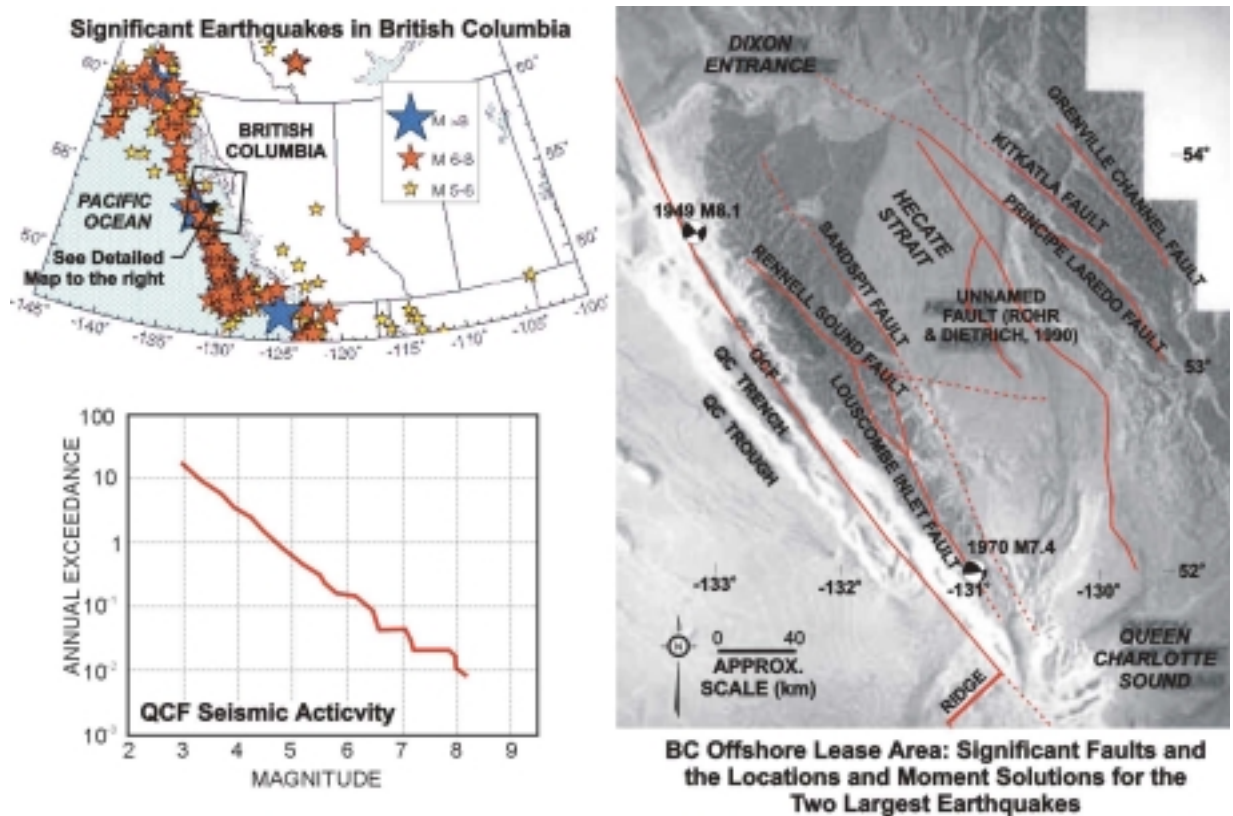 Significant Earthquakes in British Columbia
60°
60°
BRITISH
COLUMBIA
M ~8
M 6-8
M 5-6
55°
55°
PACIFIC
OCEAN
50°
50°
See Detailed
Map to the right
-145°
-140°
-135°
-130°
-125°
-120°
-115°
-110°
-105°
-100°
ANNUAL EXCEEDANCE
100
10
1
10⁻¹
10⁻²
10⁻³
QCF Seismic Acticvity
2 3 4 5 6 7 8 9
MAGNITUDE
DIXON
ENTRANCE
GRENVILLE CHANNEL FAULT
KITKATLA FAULT
54°
PRINCIPE LAREDO FAULT
HECATE
STRAIT
1949 M8.1
SANDSPIT FAULT
RENNELL SOUND FAULT
UNNAMED
FAULT (ROHR
& DIETRICH, 1990)
53°
QCF
QC TRENCH
QC TROUGH
LOUSCOMBE INLET FAULT
1970 M7.4
-133°
-132°
-131°
-130°
52°
N
0 40
APPROX.
SCALE (km)
QUEEN
CHARLOTTE
SOUND
RIDGE
BC Offshore Lease Area: Significant Faults and
the Locations and Moment Solutions for the
Two Largest Earthquakes